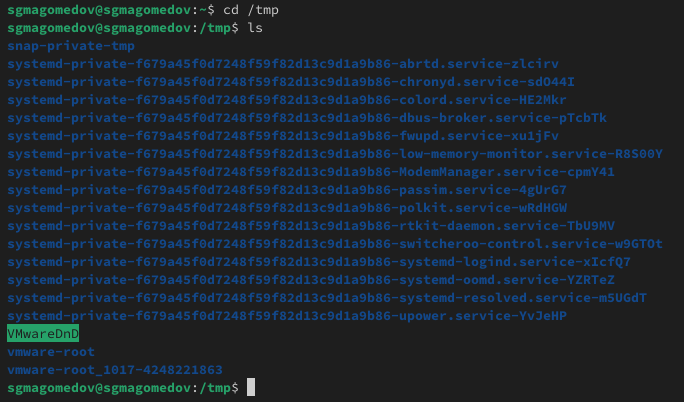 sgmagomedov@sgmagomedov:~$ cd /tmp
sgmagomedov@sgmagomedov:/tmp$ ls
snap-private-tmp
systemd-private-f679a45f0d7248f59f82d13c9d1a9b86-abrtd.service-zlcirv
systemd-private-f679a45f0d7248f59f82d13c9d1a9b86-chronyd.service-sdO44I
systemd-private-f679a45f0d7248f59f82d13c9d1a9b86-colord.service-HE2Mkr
systemd-private-f679a45f0d7248f59f82d13c9d1a9b86-dbus-broker.service-pTcbTk
systemd-private-f679a45f0d7248f59f82d13c9d1a9b86-fwupd.service-xu1jFv
systemd-private-f679a45f0d7248f59f82d13c9d1a9b86-low-memory-monitor.service-R8S00Y
systemd-private-f679a45f0d7248f59f82d13c9d1a9b86-ModemManager.service-cpmY41
systemd-private-f679a45f0d7248f59f82d13c9d1a9b86-passim.service-4gUrG7
systemd-private-f679a45f0d7248f59f82d13c9d1a9b86-polkit.service-wRdHGW
systemd-private-f679a45f0d7248f59f82d13c9d1a9b86-rtkit-daemon.service-TbU9MV
systemd-private-f679a45f0d7248f59f82d13c9d1a9b86-switcheroo-control.service-w9GTOt
systemd-private-f679a45f0d7248f59f82d13c9d1a9b86-systemd-logind.service-xIcfQ7
systemd-private-f679a45f0d7248f59f82d13c9d1a9b86-systemd-oomd.service-YZRTeZ
systemd-private-f679a45f0d7248f59f82d13c9d1a9b86-systemd-resolved.service-m5UGdT
systemd-private-f679a45f0d7248f59f82d13c9d1a9b86-upower.service-YvJeHP
VMwareDnD
vmware-root
vmware-root_1017-4248221863
sgmagomedov@sgmagomedov:/tmp$